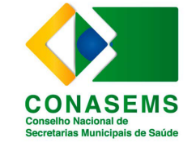 CONASEMS
Conselho Nacional de
Secretarias Municipais de Saúde